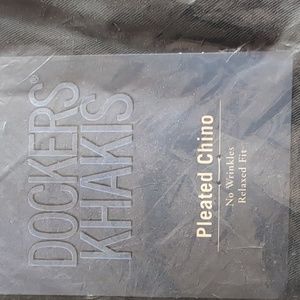 DOCKERS®
KHAKIS
Pleated Chino
No Wrinkles
Relaxed Fit